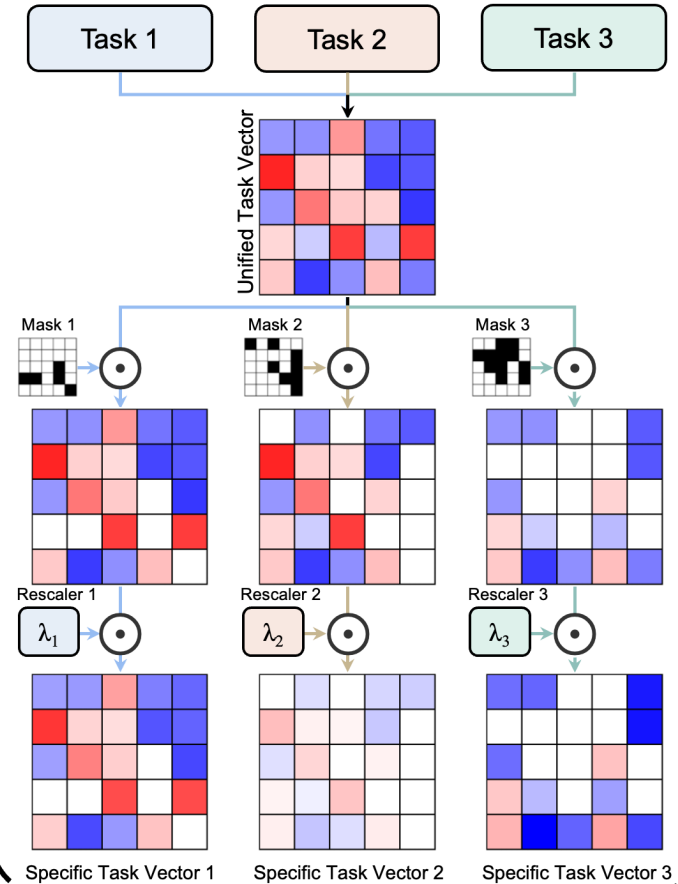 Task 1
Task 2
Task 3
Unified Task Vector
Mask 1
Mask 2
Mask 3
Rescaler 1
Rescaler 2
Rescaler 3
λ1
λ2
λ3
Specific Task Vector 1
Specific Task Vector 2
Specific Task Vector 3